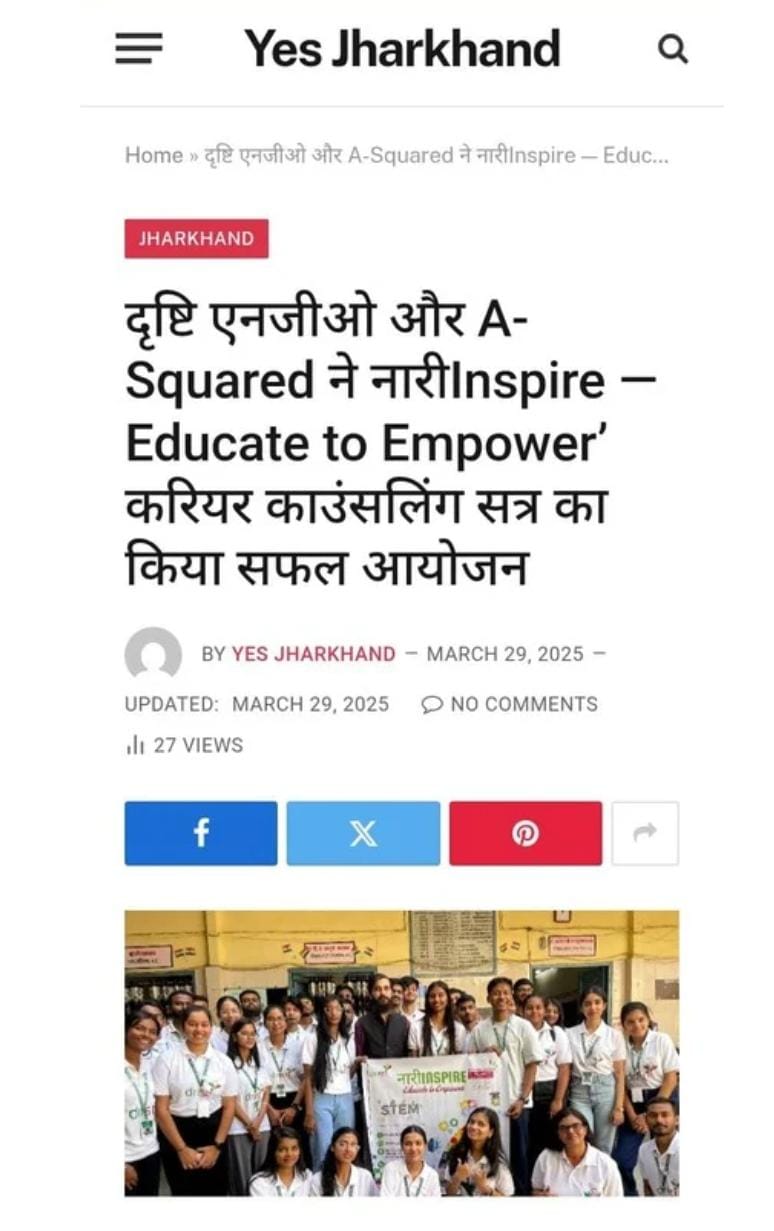 Yes Jharkhand
Home » दृष्टि एनजीओ और A-Squared ने नारीInspire — Educ...
JHARKHAND
दृष्टि एनजीओ और A-
Squared ने नारीInspire —
Educate to Empower’
करियर काउंसलिंग सत्र का
किया सफल आयोजन
BY YES JHARKHAND — MARCH 29, 2025 —
UPDATED: MARCH 29, 2025 NO COMMENTS
27 VIEWS
नारीINSPIRE
Educate to Empower
STEM